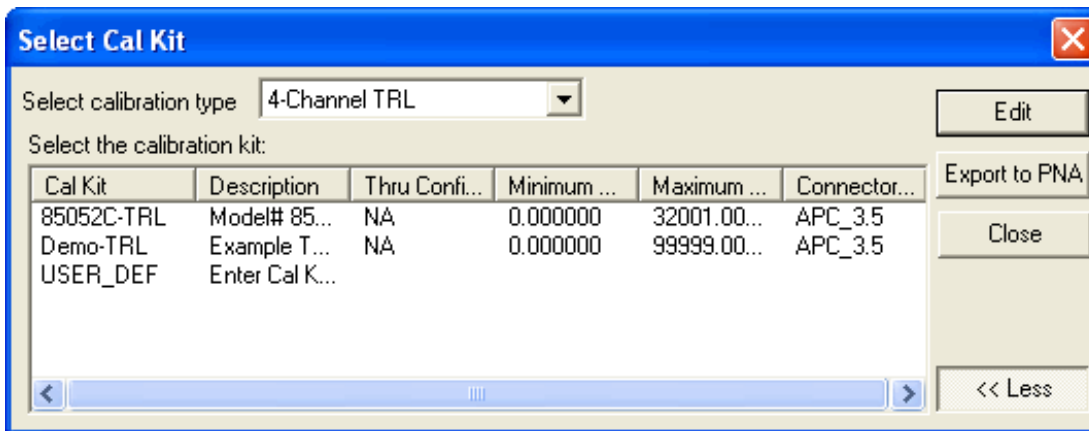 Select Cal Kit
Select calibration type 4-Channel TRL
Edit
Select the calibration kit:
Export to PNA
Cal Kit Description Thru Confi... Minimum ... Maximum ... Connector...
85052C-TRL Model# 85... NA 0.000000 32001.00... APC_3.5
Demo-TRL Example T... NA 0.000000 99999.00... APC_3.5
Close
USER_DEF Enter Cal K...
<< Less